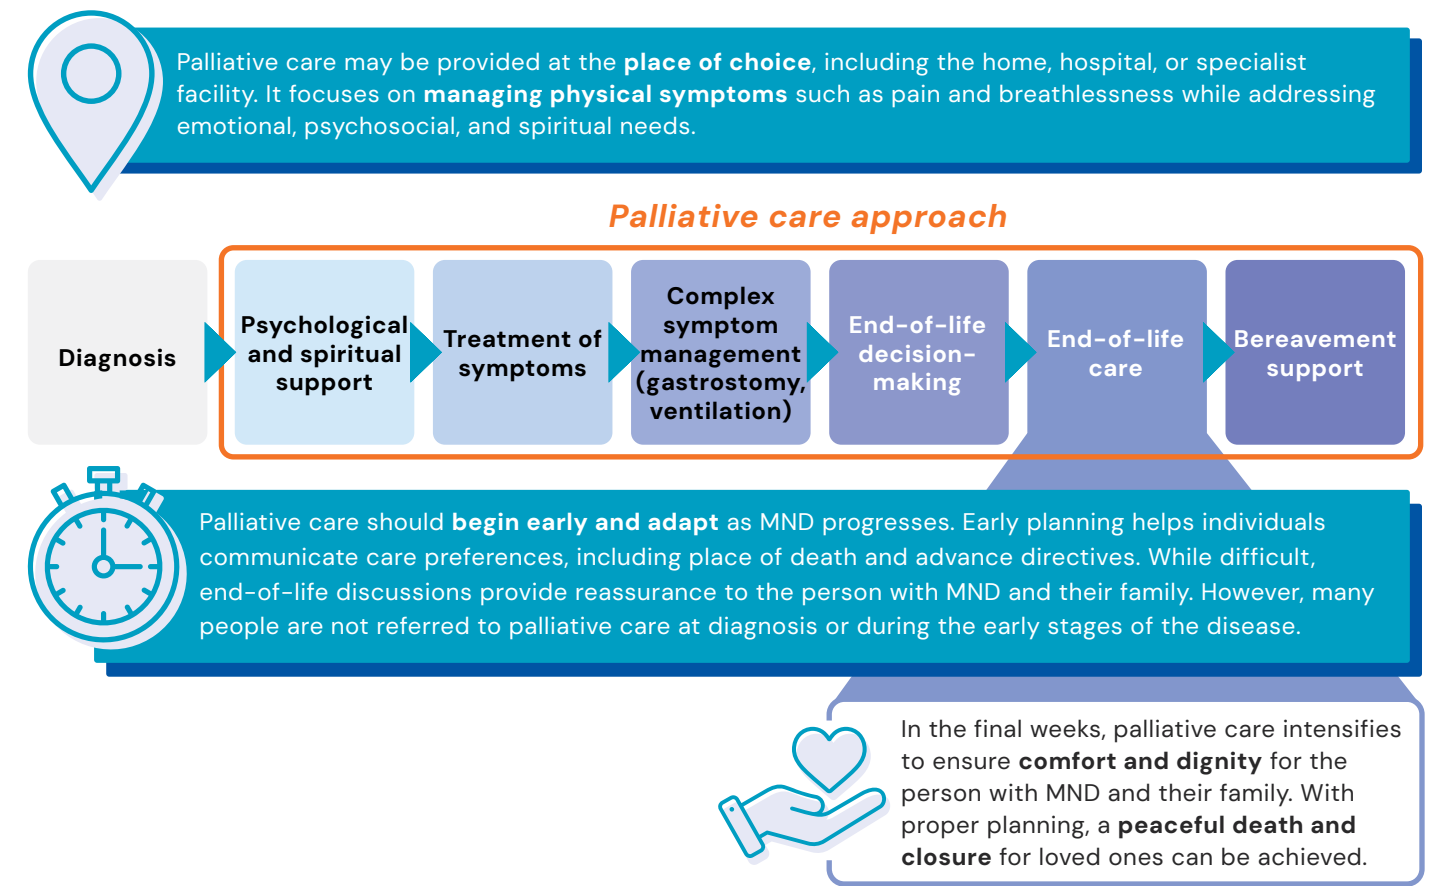 Palliative care may be provided at the place of choice, including the home, hospital, or specialist
facility. It focuses on managing physical symptoms such as pain and breathlessness while addressing
emotional, psychosocial, and spiritual needs.
Palliative care approach
Diagnosis
Psychological
and spiritual
support
Treatment of
symptoms
Complex
symptom
management
(gastrostomy,
ventilation)
End-of-life
decision-
making
End-of-life
care
Bereavement
support
Palliative care should begin early and adapt as MND progresses. Early planning helps individuals
communicate care preferences, including place of death and advance directives. While difficult,
end-of-life discussions provide reassurance to the person with MND and their family. However, many
people are not referred to palliative care at diagnosis or during the early stages of the disease.
In the final weeks, palliative care intensifies
to ensure comfort and dignity for the
person with MND and their family. With
proper planning, a peaceful death and
closure for loved ones can be achieved.